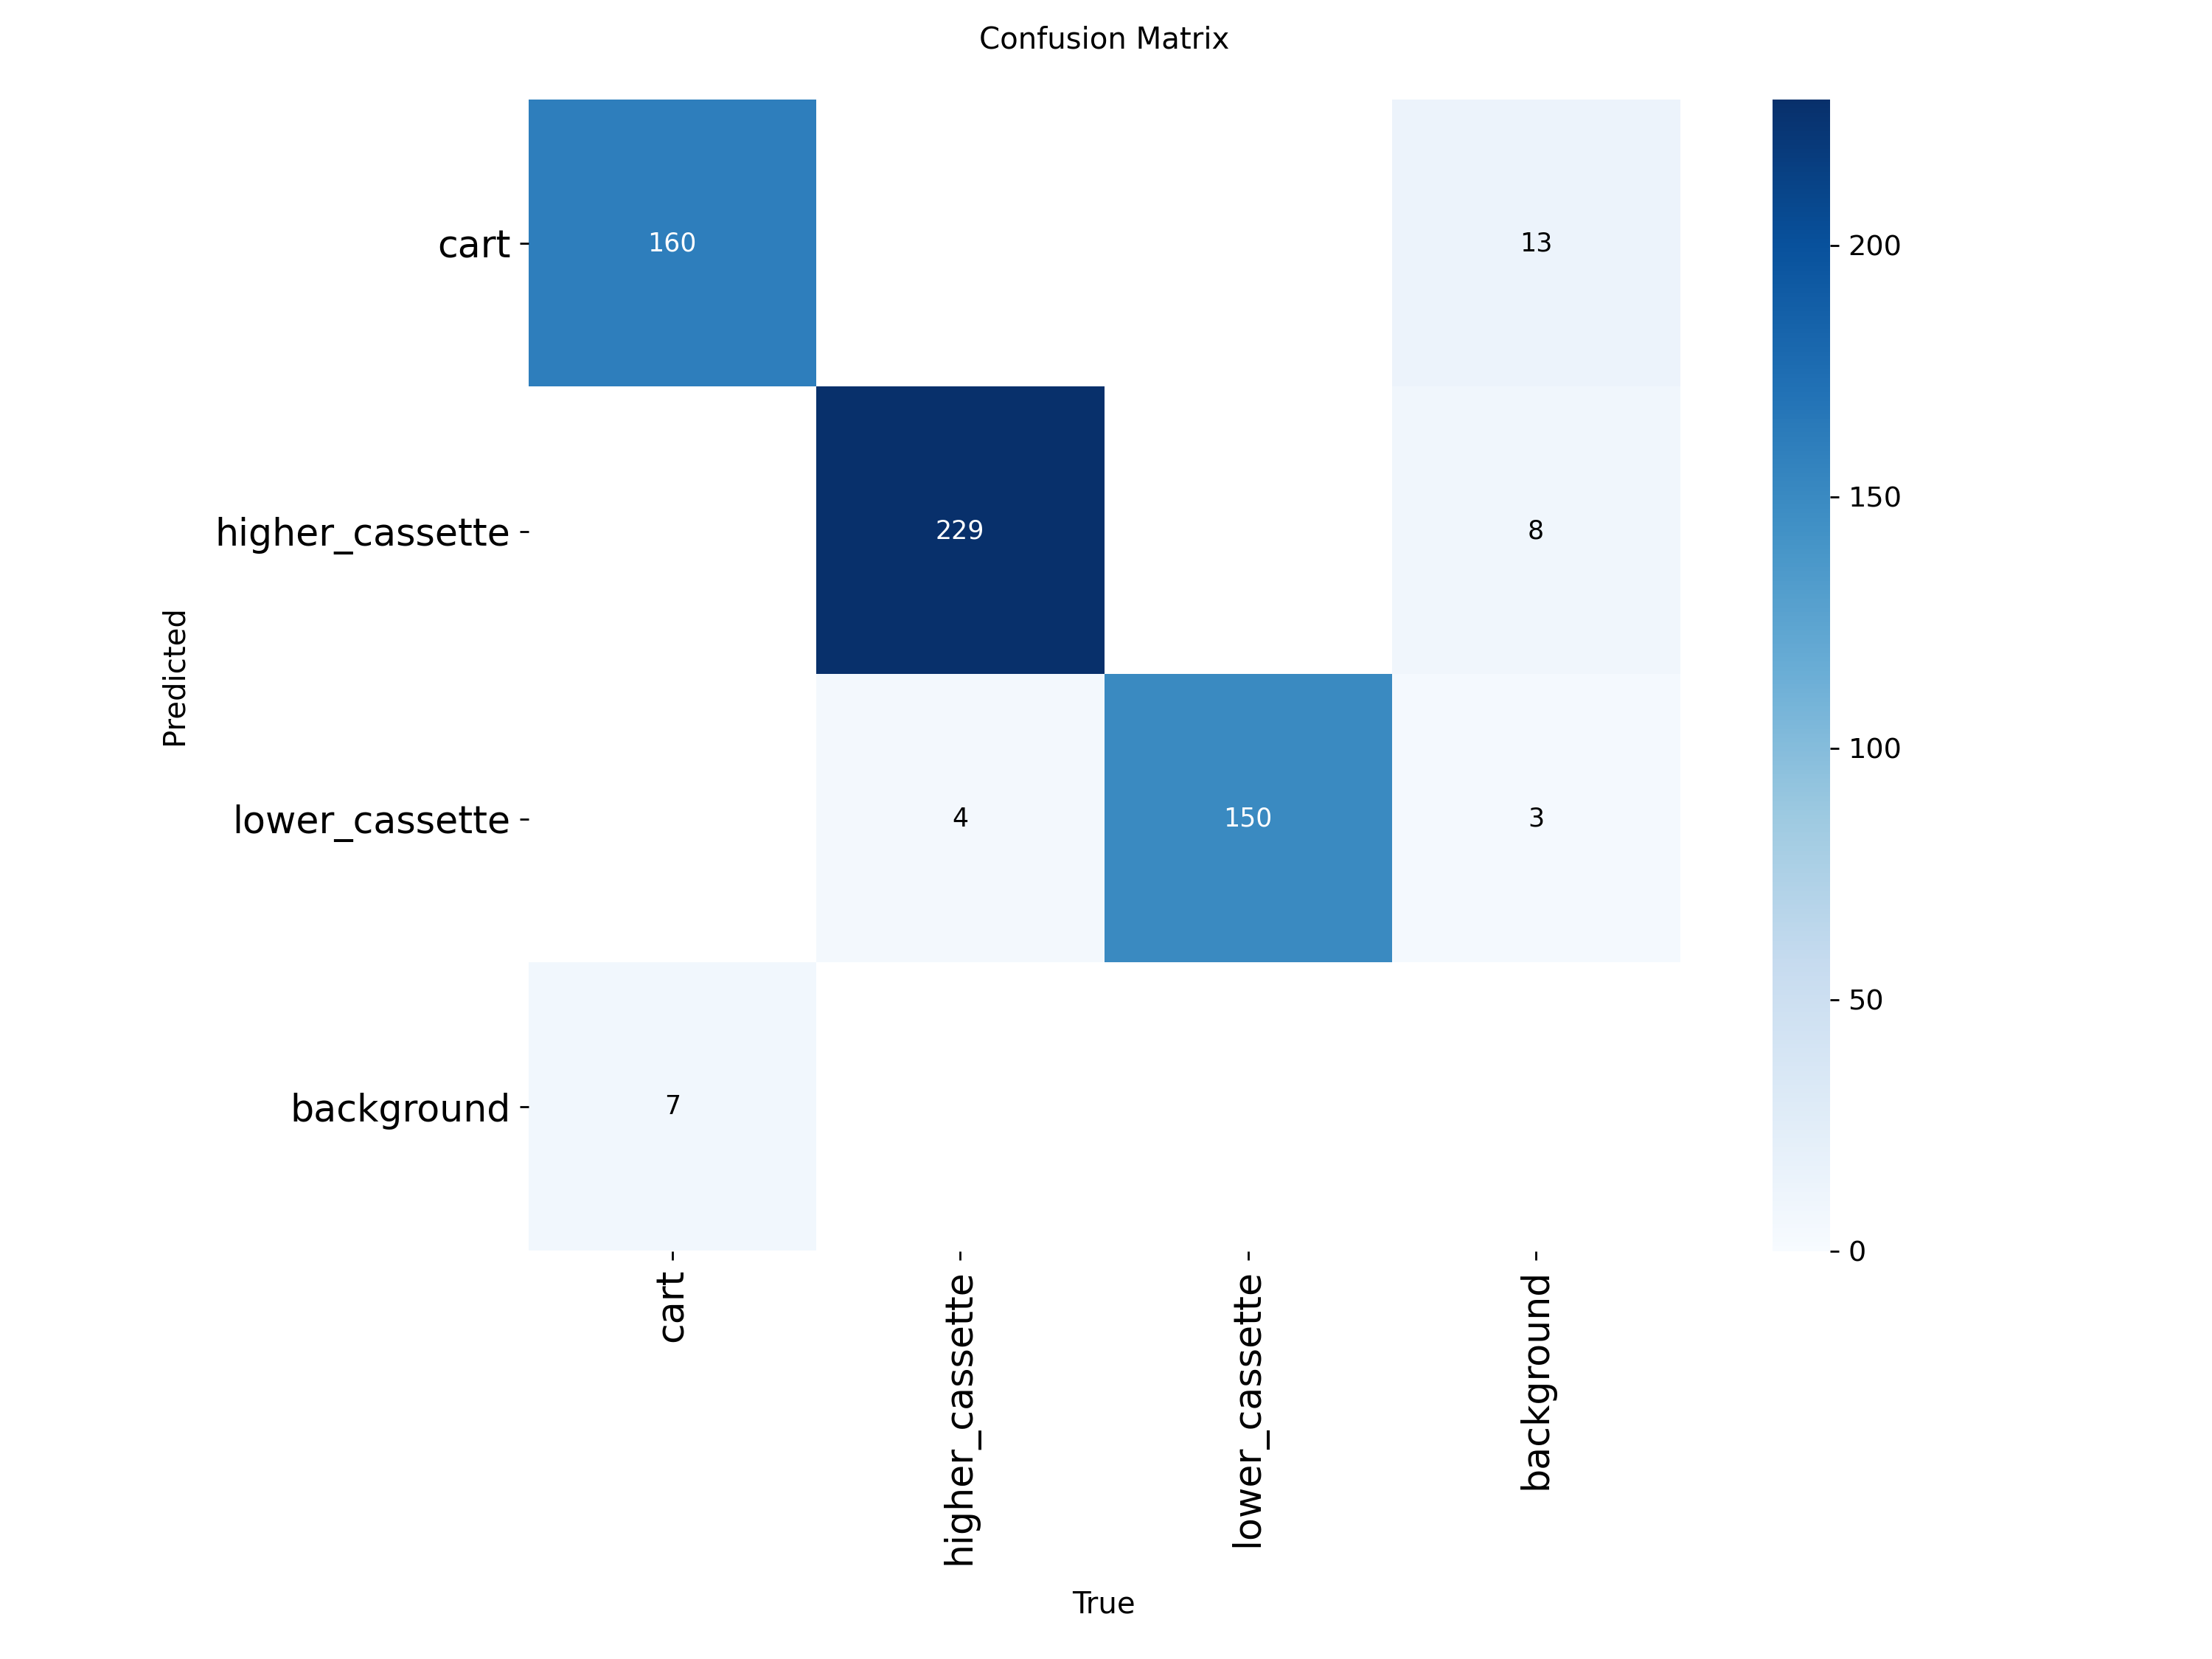 Confusion Matrix
cart
160
13
200
higher_cassette
229
8
150
Predicted
100
lower_cassette
4
150
3
50
background
7
0
cart
higher_cassette
lower_cassette
background
True